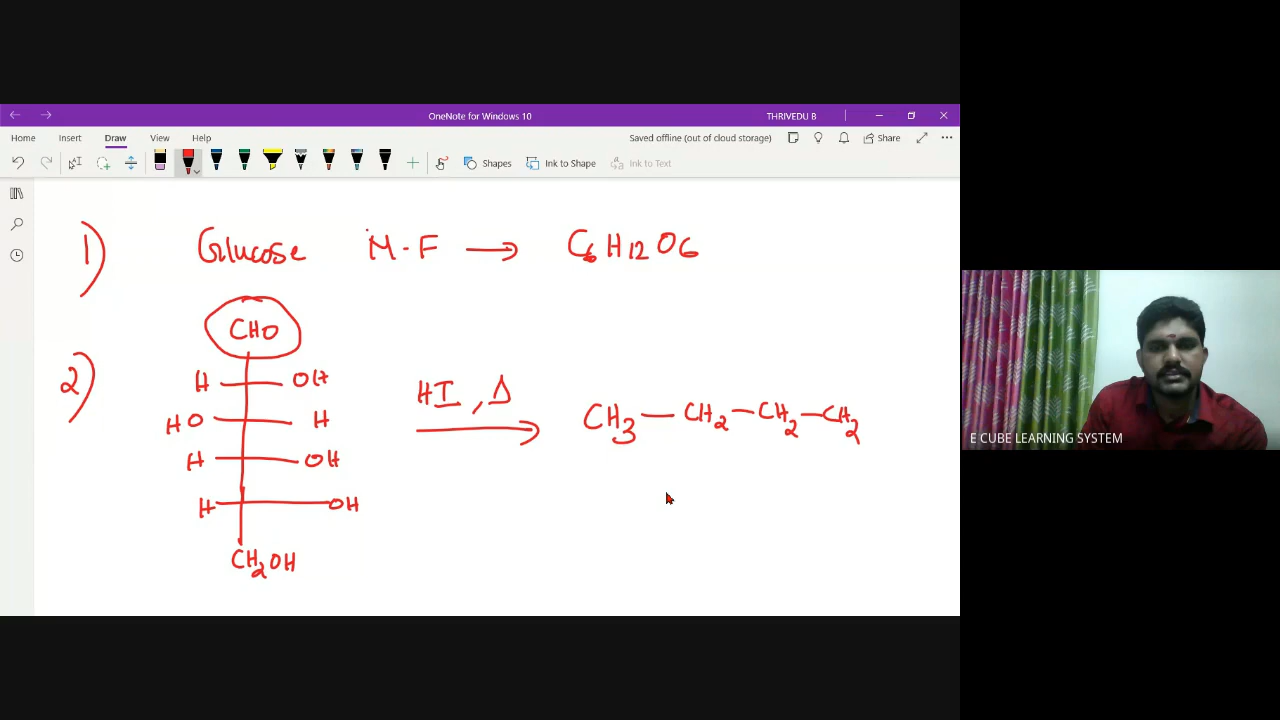 OneNote for Windows 10
THRIVEDU B
Home Insert Draw View Help
Saved offline (out of cloud storage)
Share
Shapes
Ink to Shape
Ink to Text
1) Glucose M-F → C6H12O6
CHO
2)
H OH
HO H
H OH
H OH
CH2OH
HI, Δ
CH3 — CH2 — CH2 — CH2
E CUBE LEARNING SYSTEM